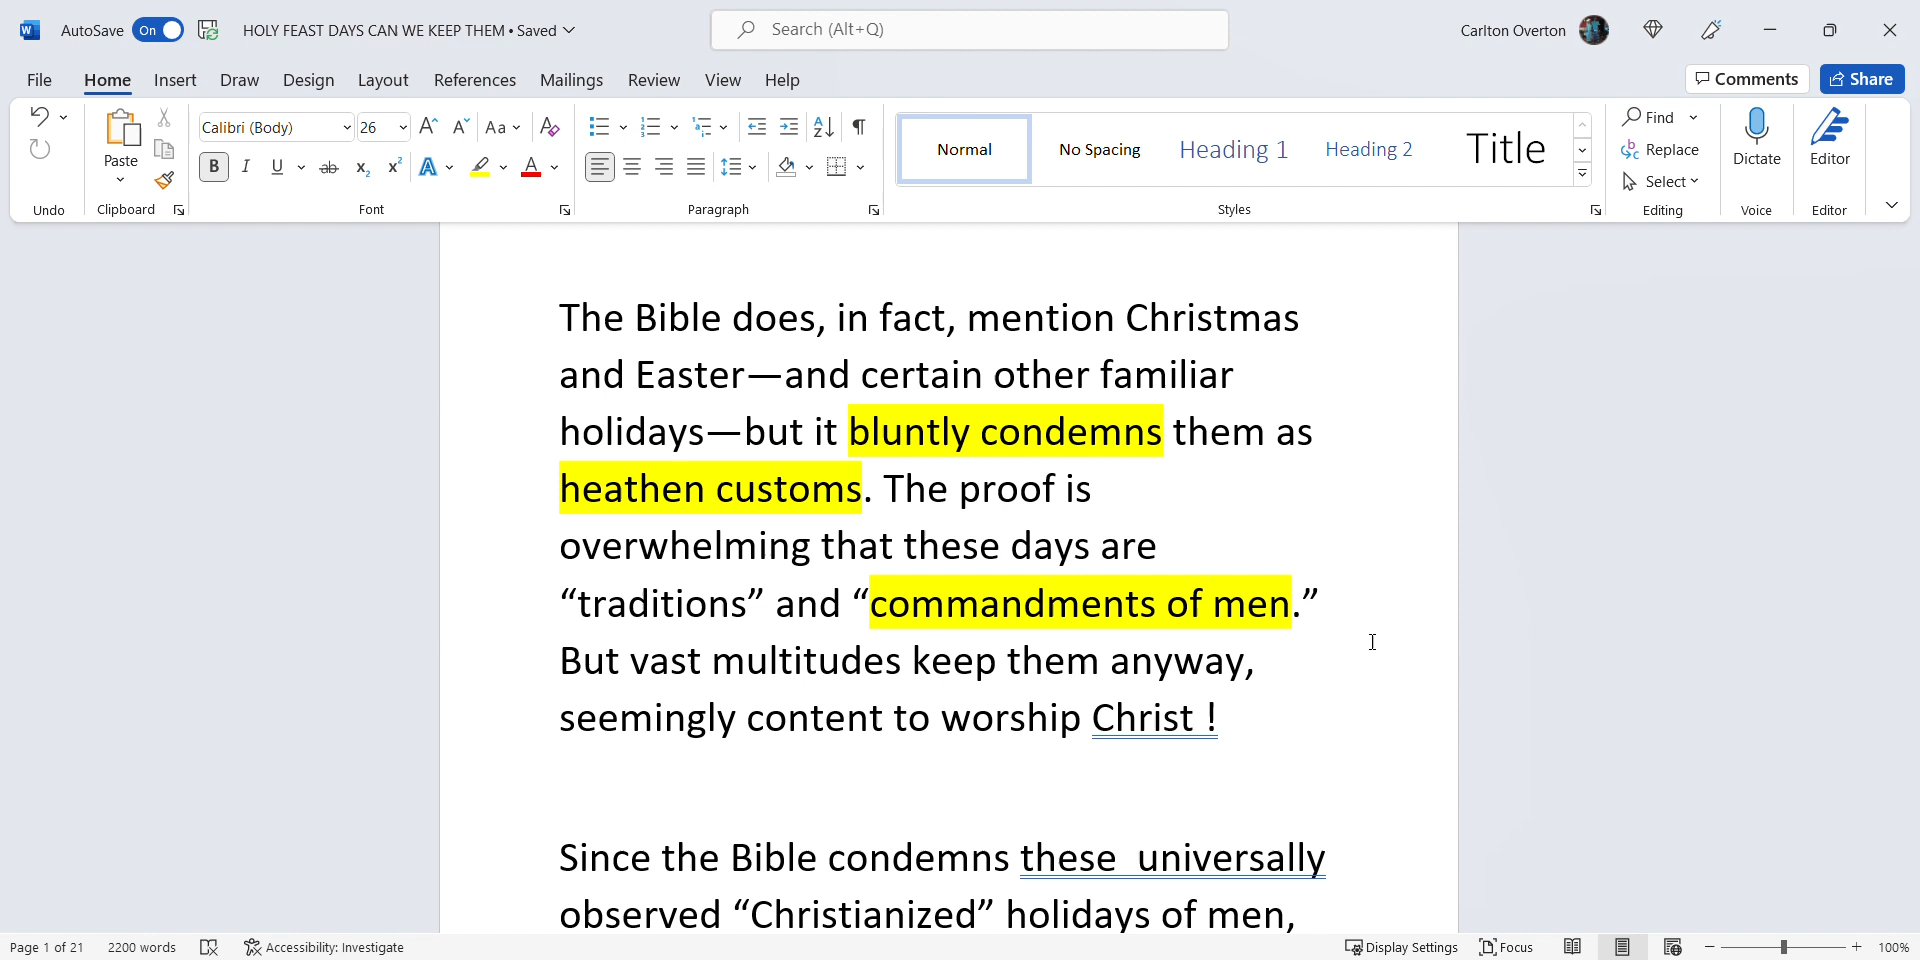 AutoSave On HOLY FEAST DAYS CAN WE KEEP THEM • Saved Search (Alt+Q) Carlton Overton
File Home Insert Draw Design Layout References Mailings Review View Help Comments Share
Paste
Clipboard
Undo
Calibri (Body) 26
Font
Paragraph
Normal No Spacing Heading 1 Heading 2 Title
Styles
Find
Replace
Select
Editing
Dictate
Voice
Editor
Editor
The Bible does, in fact, mention Christmas
and Easter—and certain other familiar
holidays—but it bluntly condemns them as
heathen customs. The proof is
overwhelming that these days are
“traditions” and “commandments of men.”
But vast multitudes keep them anyway,
seemingly content to worship Christ !
Since the Bible condemns these  universally
observed “Christianized” holidays of men,
Page 1 of 21 2200 words Accessibility: Investigate Display Settings Focus 100%